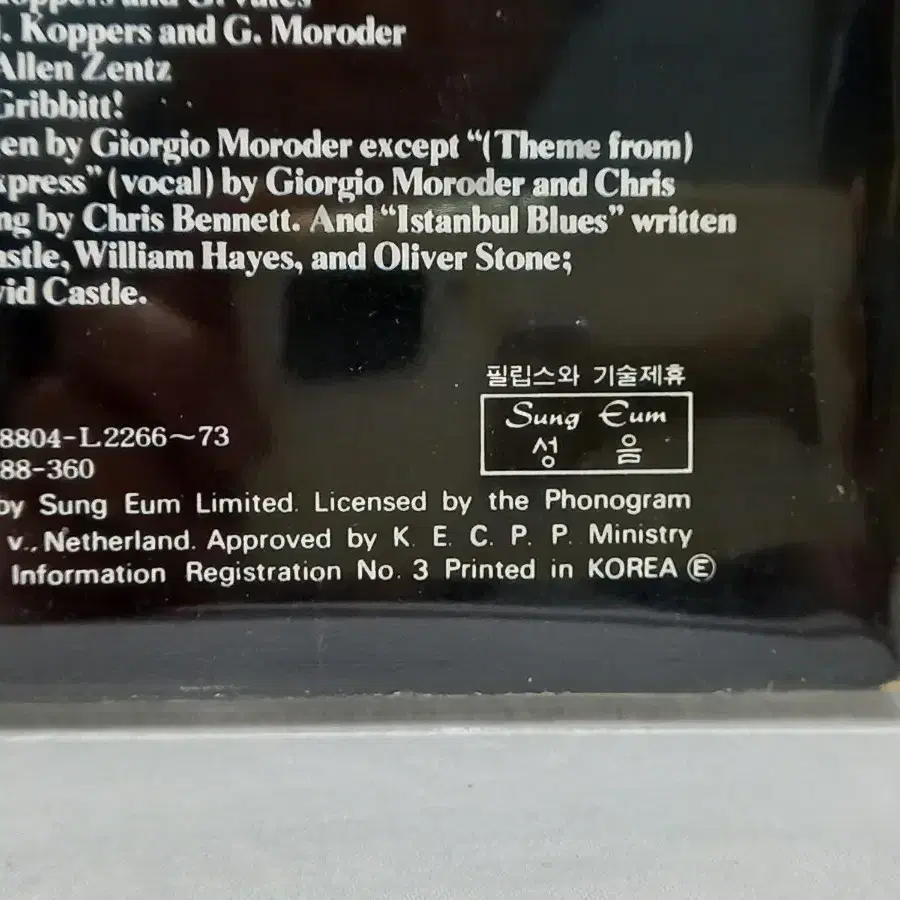 . Koppers and G. Moroder
Allen Zentz
Gribbitt!
en by Giorgio Moroder except “(Theme from)
xpress” (vocal) by Giorgio Moroder and Chris
ng by Chris Bennett. And “Istanbul Blues” written
astle, William Hayes, and Oliver Stone;
vid Castle.
필립스와 기술제휴
Sung Eum
성 음
8804-L2266~73
88-360
by Sung Eum Limited. Licensed by the Phonogram
v., Netherland. Approved by K. E. C. P. P. Ministry
Information Registration No. 3 Printed in KOREA Ⓔ